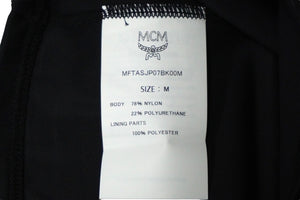 MCM
MFTASJP07BK00M
SIZE: M
BODY 78% NYLON
22% POLYURETHANE
LINING PARTS
100% POLYESTER